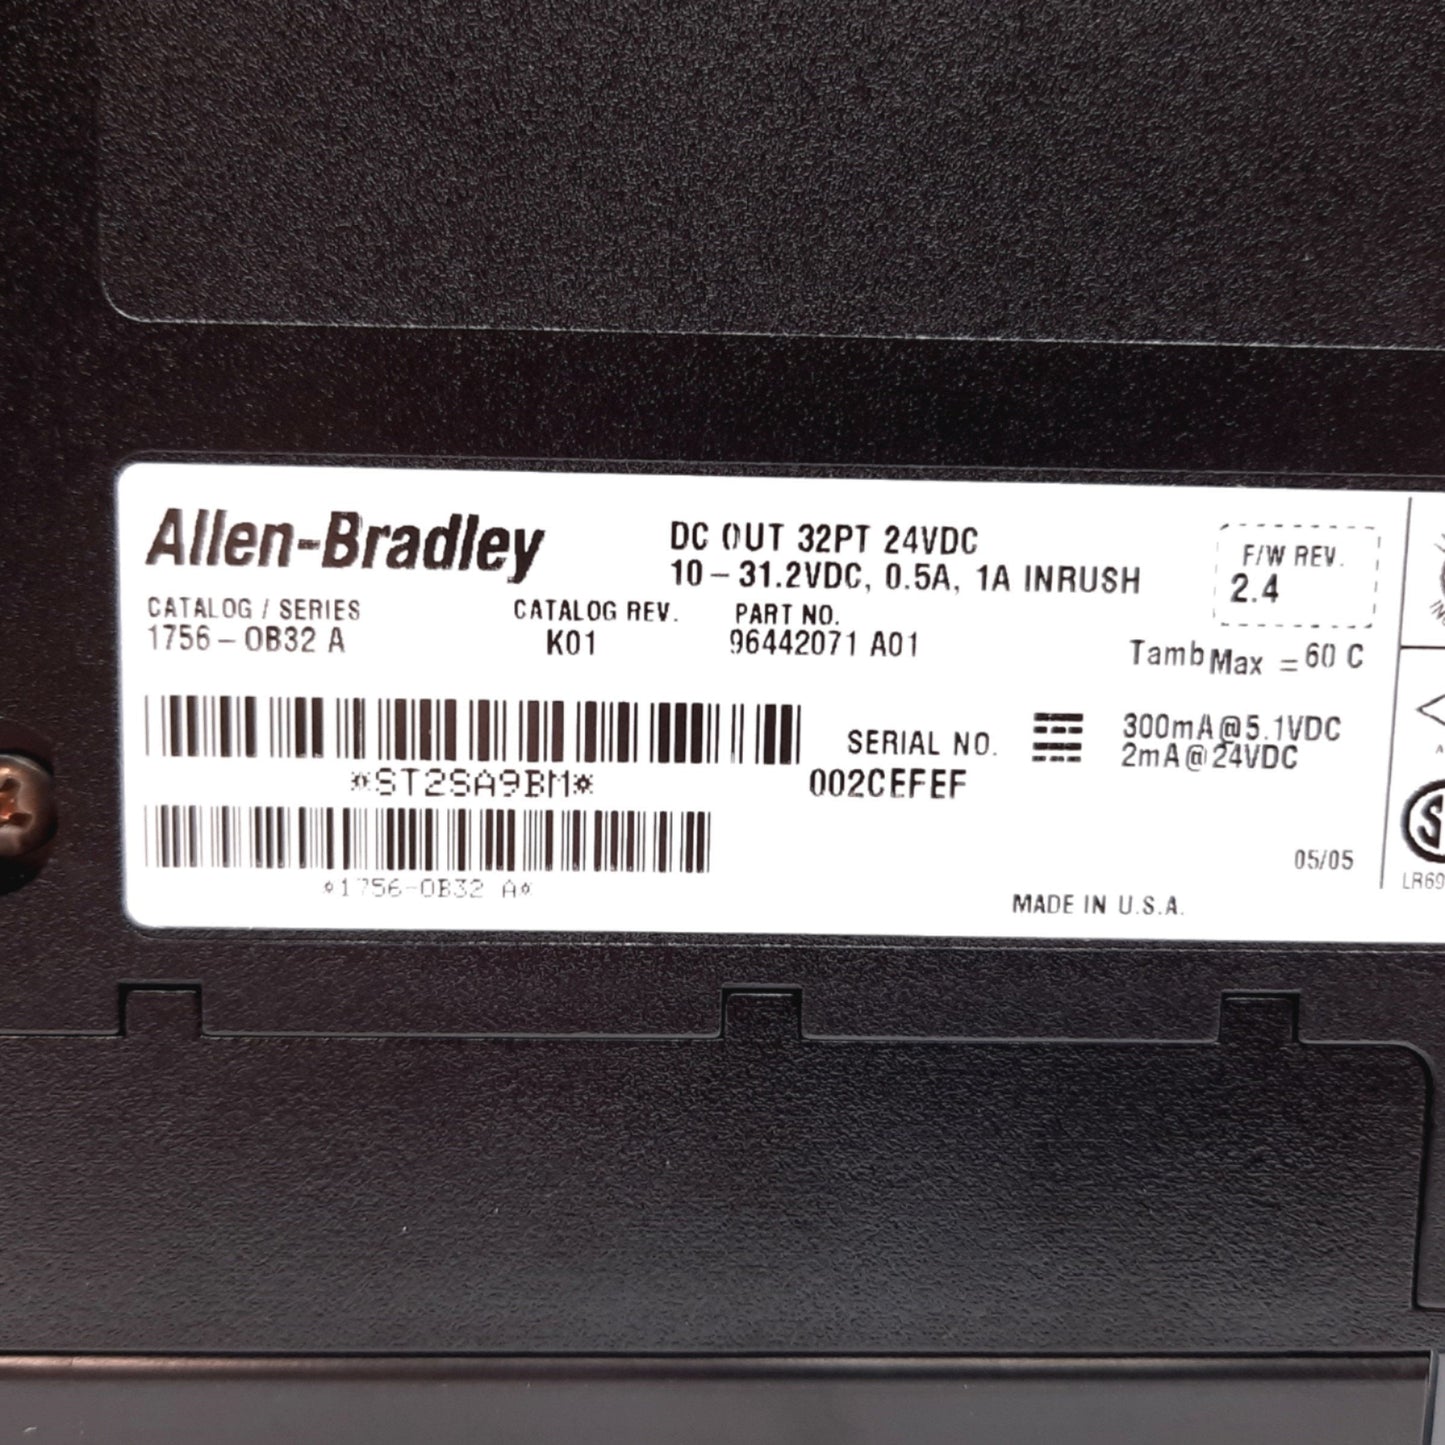 Allen-Bradley
DC OUT 32PT 24VDC
10-31.2VDC, 0.5A, 1A INRUSH
F/W REV.
2.4
CATALOG / SERIES
1756-OB32 A
CATALOG REV.
K01
PART NO.
96442071 A01
Tamb Max = 60 C
*ST2SA9BM*
SERIAL NO.
002CEFEF
300mA@5.1VDC
2mA@24VDC
*1756-OB32 A*
05/05
MADE IN U.S.A.